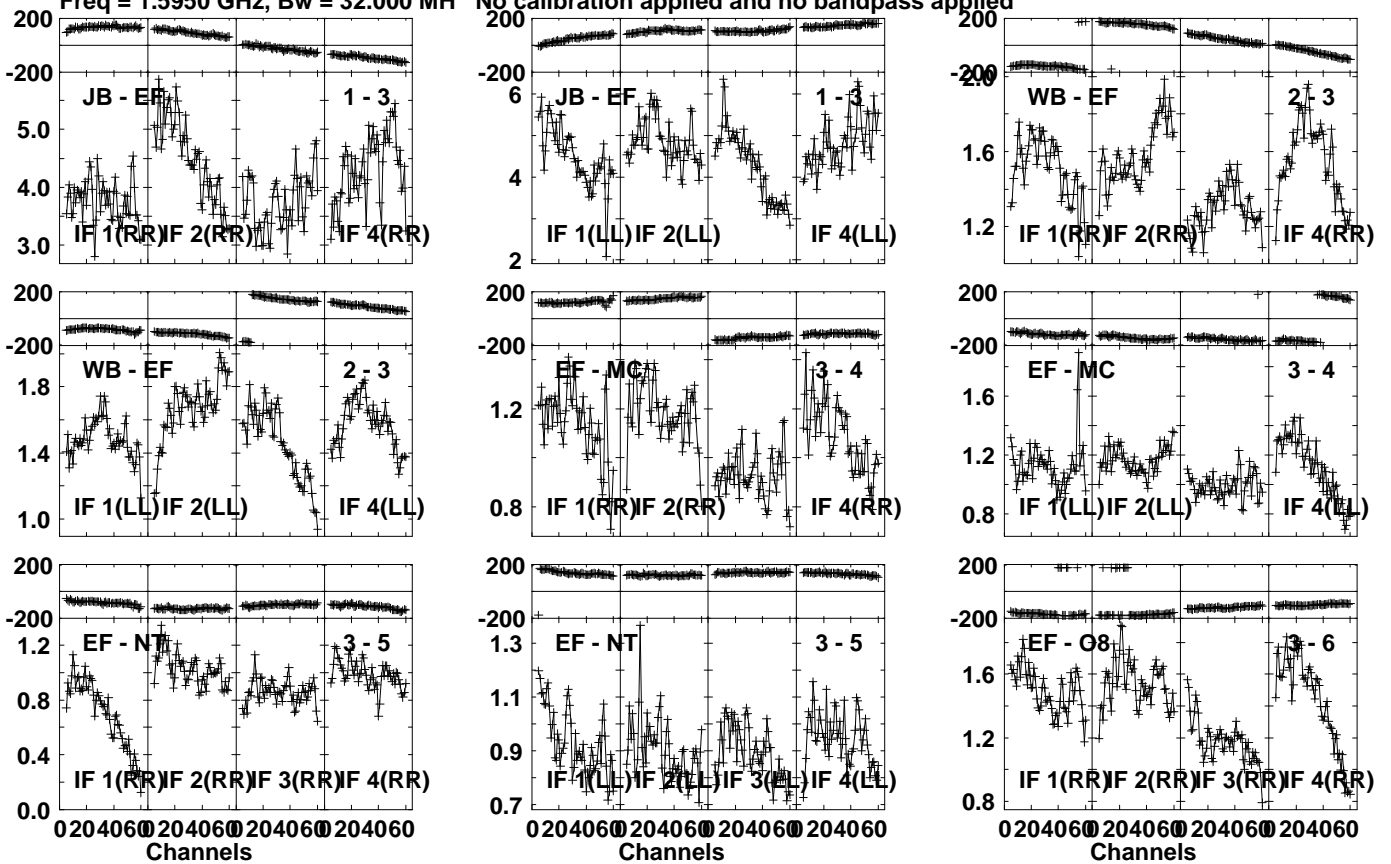 Freq = 1.5950 GHz, Bw = 32.000 MH No calibration applied and no bandpass applied
200 200 200
-200 -200 -200
JB - EF 1 - 3 JB - EF 1 - 3 WB - EF 2 - 3
5.0 4.0 3.0
6 4 2
2.0 1.6 1.2
IF 1(RR) IF 2(RR) IF 4(RR) IF 1(LL) IF 2(LL) IF 4(LL) IF 1(RR) IF 2(RR) IF 4(RR)
200 200 200
-200 -200 -200
WB - EF 2 - 3 EF - MC 3 - 4 EF - MC 3 - 4
1.8 1.4 1.0
1.2 0.8
1.6 1.2 0.8
IF 1(LL) IF 2(LL) IF 4(LL) IF 1(RR) IF 2(RR) IF 4(RR) IF 1(LL) IF 2(LL) IF 4(LL)
200 200 200
-200 -200 -200
EF - NT 3 - 5 EF - NT 3 - 5 EF - O8 3 - 6
1.2 0.8 0.4 0.0
1.3 1.1 0.9 0.7
1.6 1.2 0.8
IF 1(RR) IF 2(RR) IF 3(RR) IF 4(RR) IF 1(LL) IF 2(LL) IF 3(LL) IF 4(LL) IF 1(RR) IF 2(RR) IF 3(RR) IF 4(RR)
0 20 40 60 0 20 40 60 0 20 40 60 0 20 40 60 0 20 40 60 0 20 40 60 0 20 40 60 0 20 40 60 0 20 40 60 0 20 40 60 0 20 40 60 0 20 40 60
Channels Channels Channels